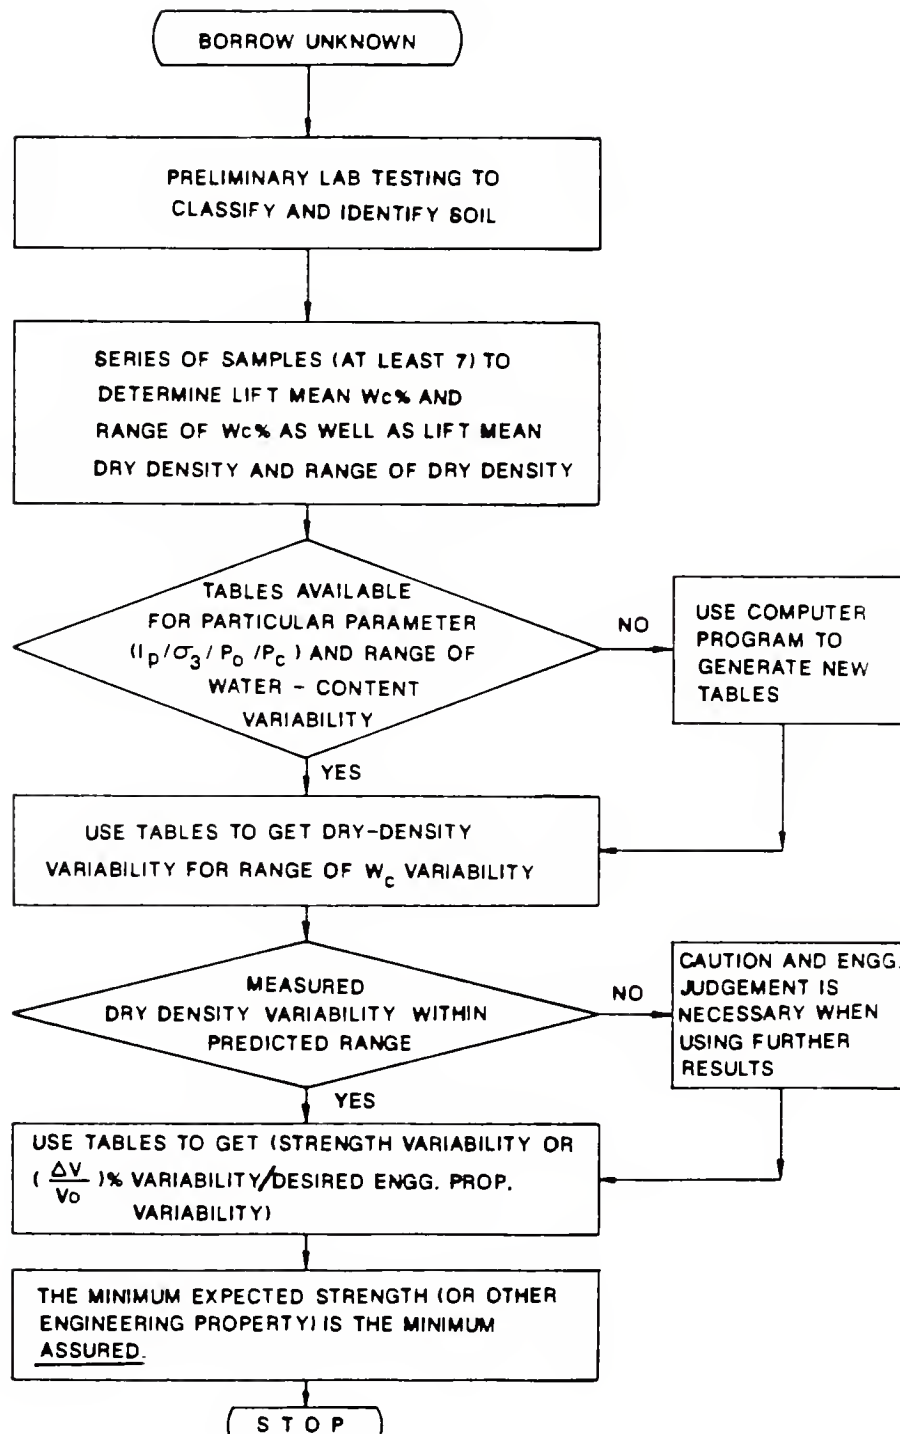 BORROW UNKNOWN
PRELIMINARY LAB TESTING TO
CLASSIFY AND IDENTIFY SOIL
SERIES OF SAMPLES (AT LEAST 7) TO
DETERMINE LIFT MEAN Wc% AND
RANGE OF Wc% AS WELL AS LIFT MEAN
DRY DENSITY AND RANGE OF DRY DENSITY
TABLES AVAILABLE
FOR PARTICULAR PARAMETER
(Ip/σ3/Po/Pc) AND RANGE OF
WATER - CONTENT
VARIABILITY
NO
USE COMPUTER
PROGRAM TO
GENERATE NEW
TABLES
YES
USE TABLES TO GET DRY-DENSITY
VARIABILITY FOR RANGE OF Wc VARIABILITY
MEASURED
DRY DENSITY VARIABILITY WITHIN
PREDICTED RANGE
NO
CAUTION AND ENGG.
JUDGEMENT IS
NECESSARY WHEN
USING FURTHER
RESULTS
YES
USE TABLES TO GET (STRENGTH VARIABILITY OR
(ΔV/Vo)% VARIABILITY/DESIRED ENGG. PROP.
VARIABILITY)
THE MINIMUM EXPECTED STRENGTH (OR OTHER
ENGINEERING PROPERTY) IS THE MINIMUM
ASSURED.
STOP